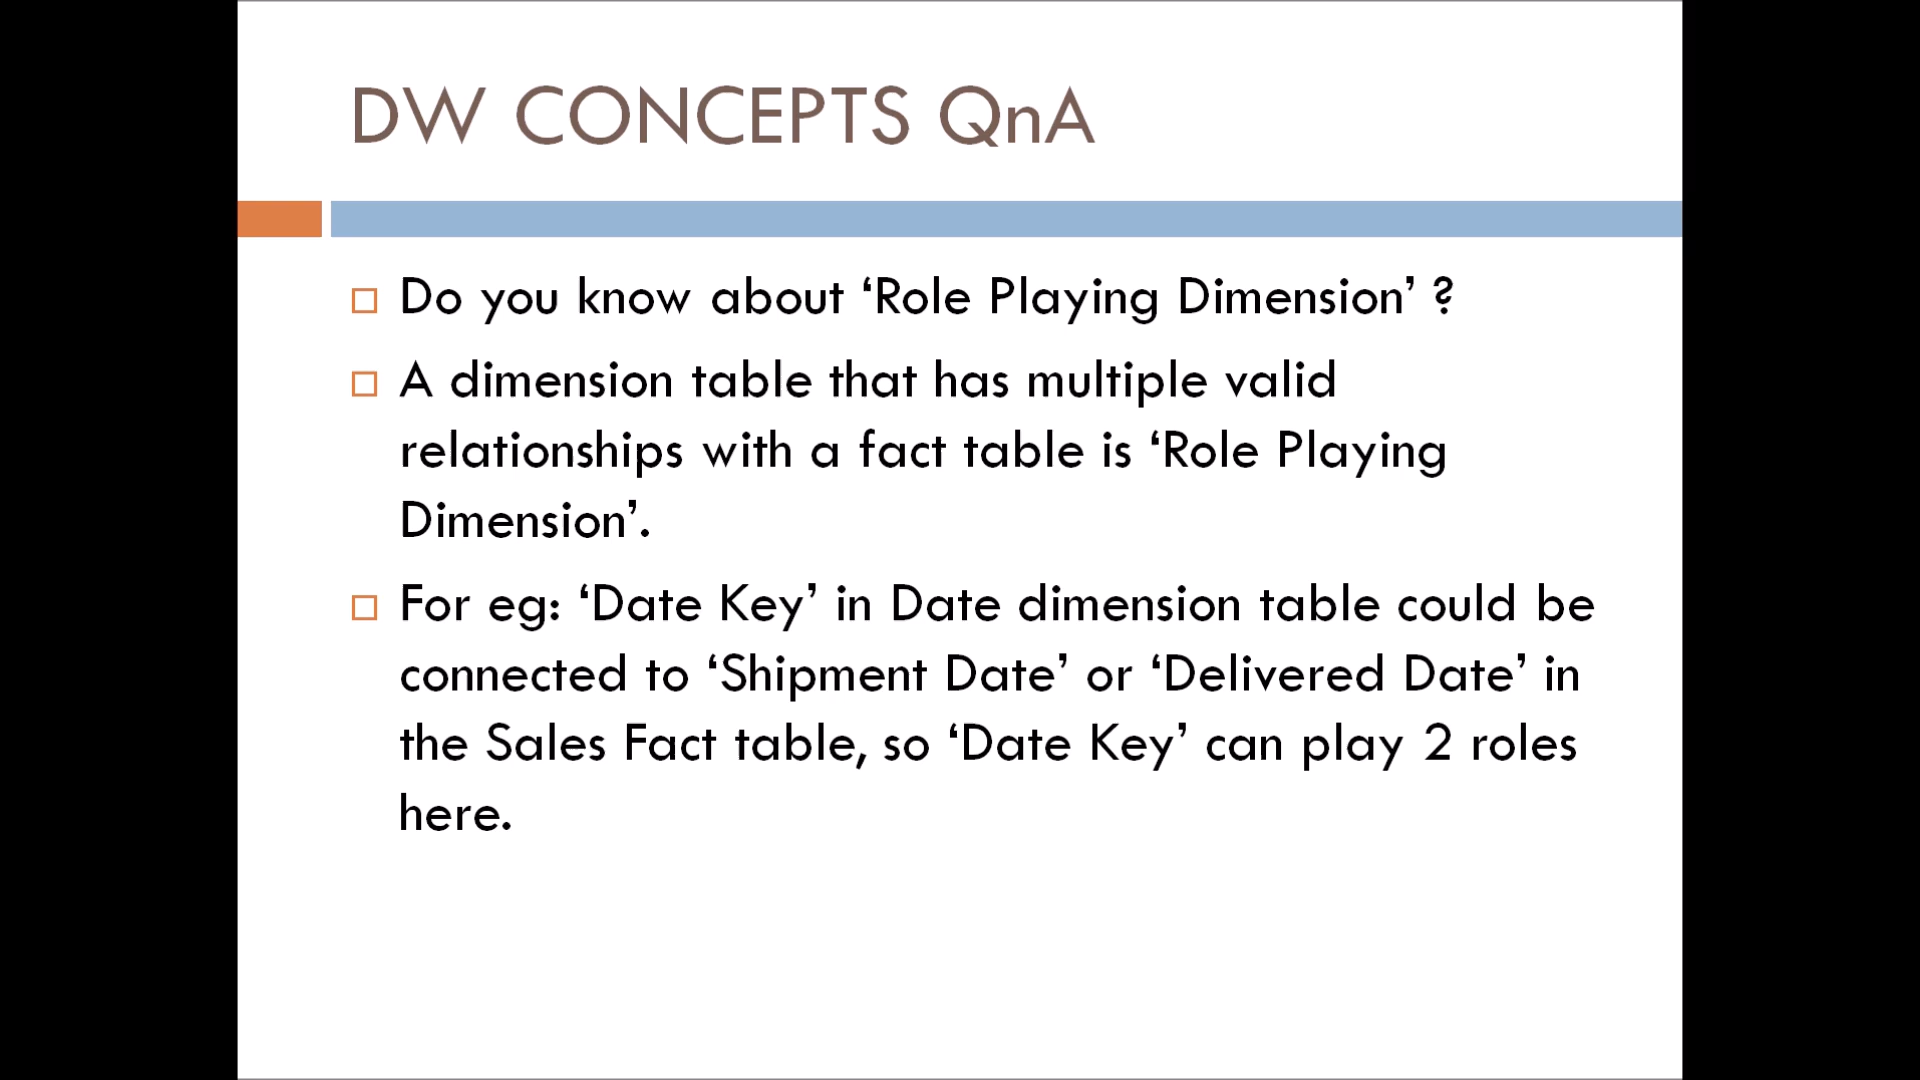 DW CONCEPTS QnA
Do you know about ‘Role Playing Dimension’ ?
A dimension table that has multiple valid
relationships with a fact table is ‘Role Playing
Dimension’.
For eg: ‘Date Key’ in Date dimension table could be
connected to ‘Shipment Date’ or ‘Delivered Date’ in
the Sales Fact table, so ‘Date Key’ can play 2 roles
here.